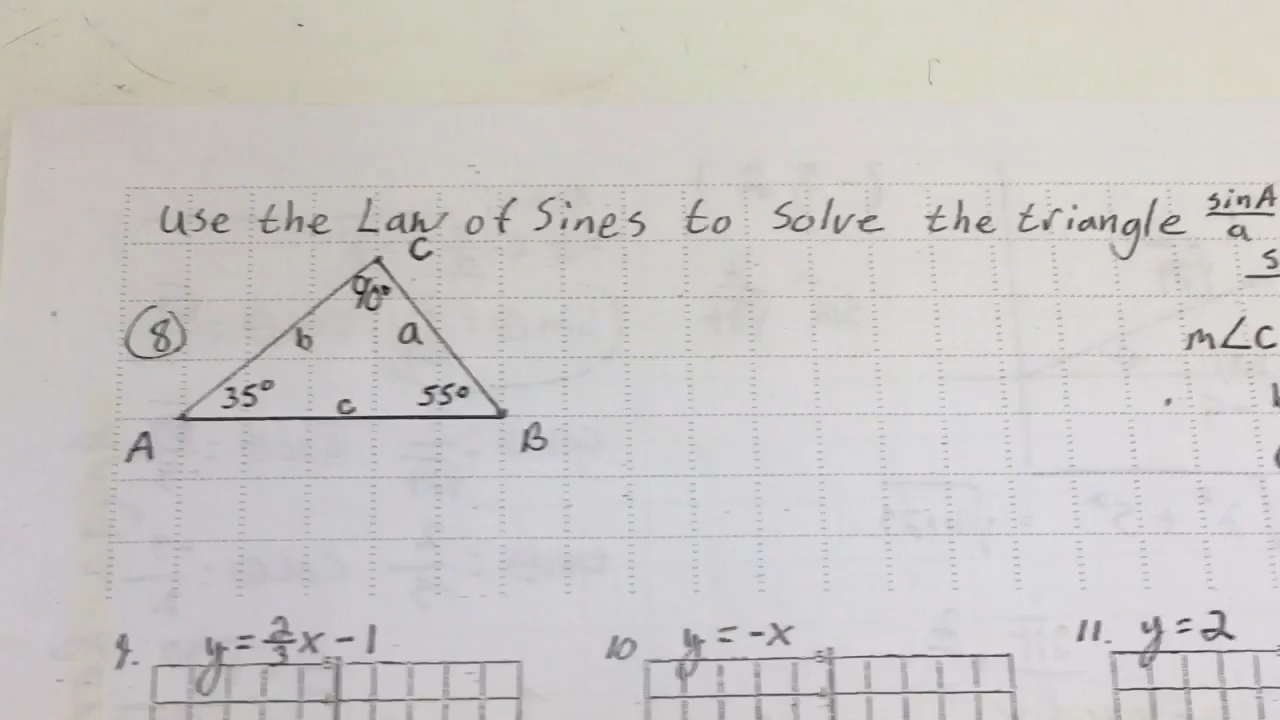 Use the Law of Sines to Solve the triangle sinA
a
C
90°
8
b
a
35°
c
55°
A
B
m∠C
9. y = 2/3 x - 1
10 y = -x
11. y = 2